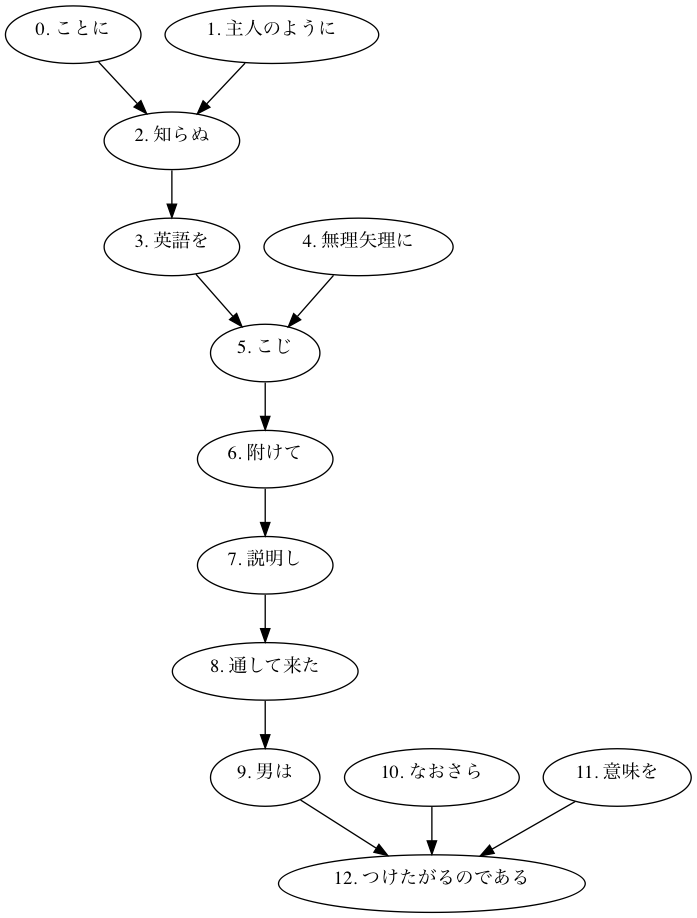 0. ことに
1. 主人のように
2. 知らぬ
3. 英語を
4. 無理矢理に
5. こじ
6. 附けて
7. 説明し
8. 通して来た
9. 男は
10. なおさら
11. 意味を
12. つけたがるのである